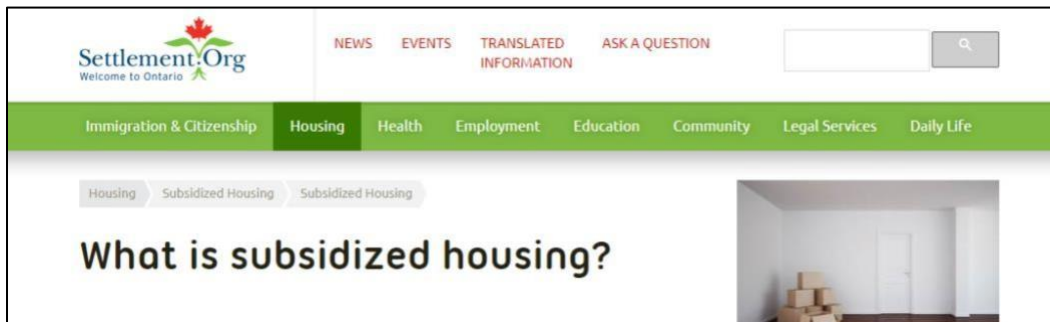 Settlement.Org
Welcome to Ontario
NEWS EVENTS TRANSLATED INFORMATION ASK A QUESTION
Immigration & Citizenship Housing Health Employment Education Community Legal Services Daily Life
Housing Subsidized Housing Subsidized Housing
What is subsidized housing?